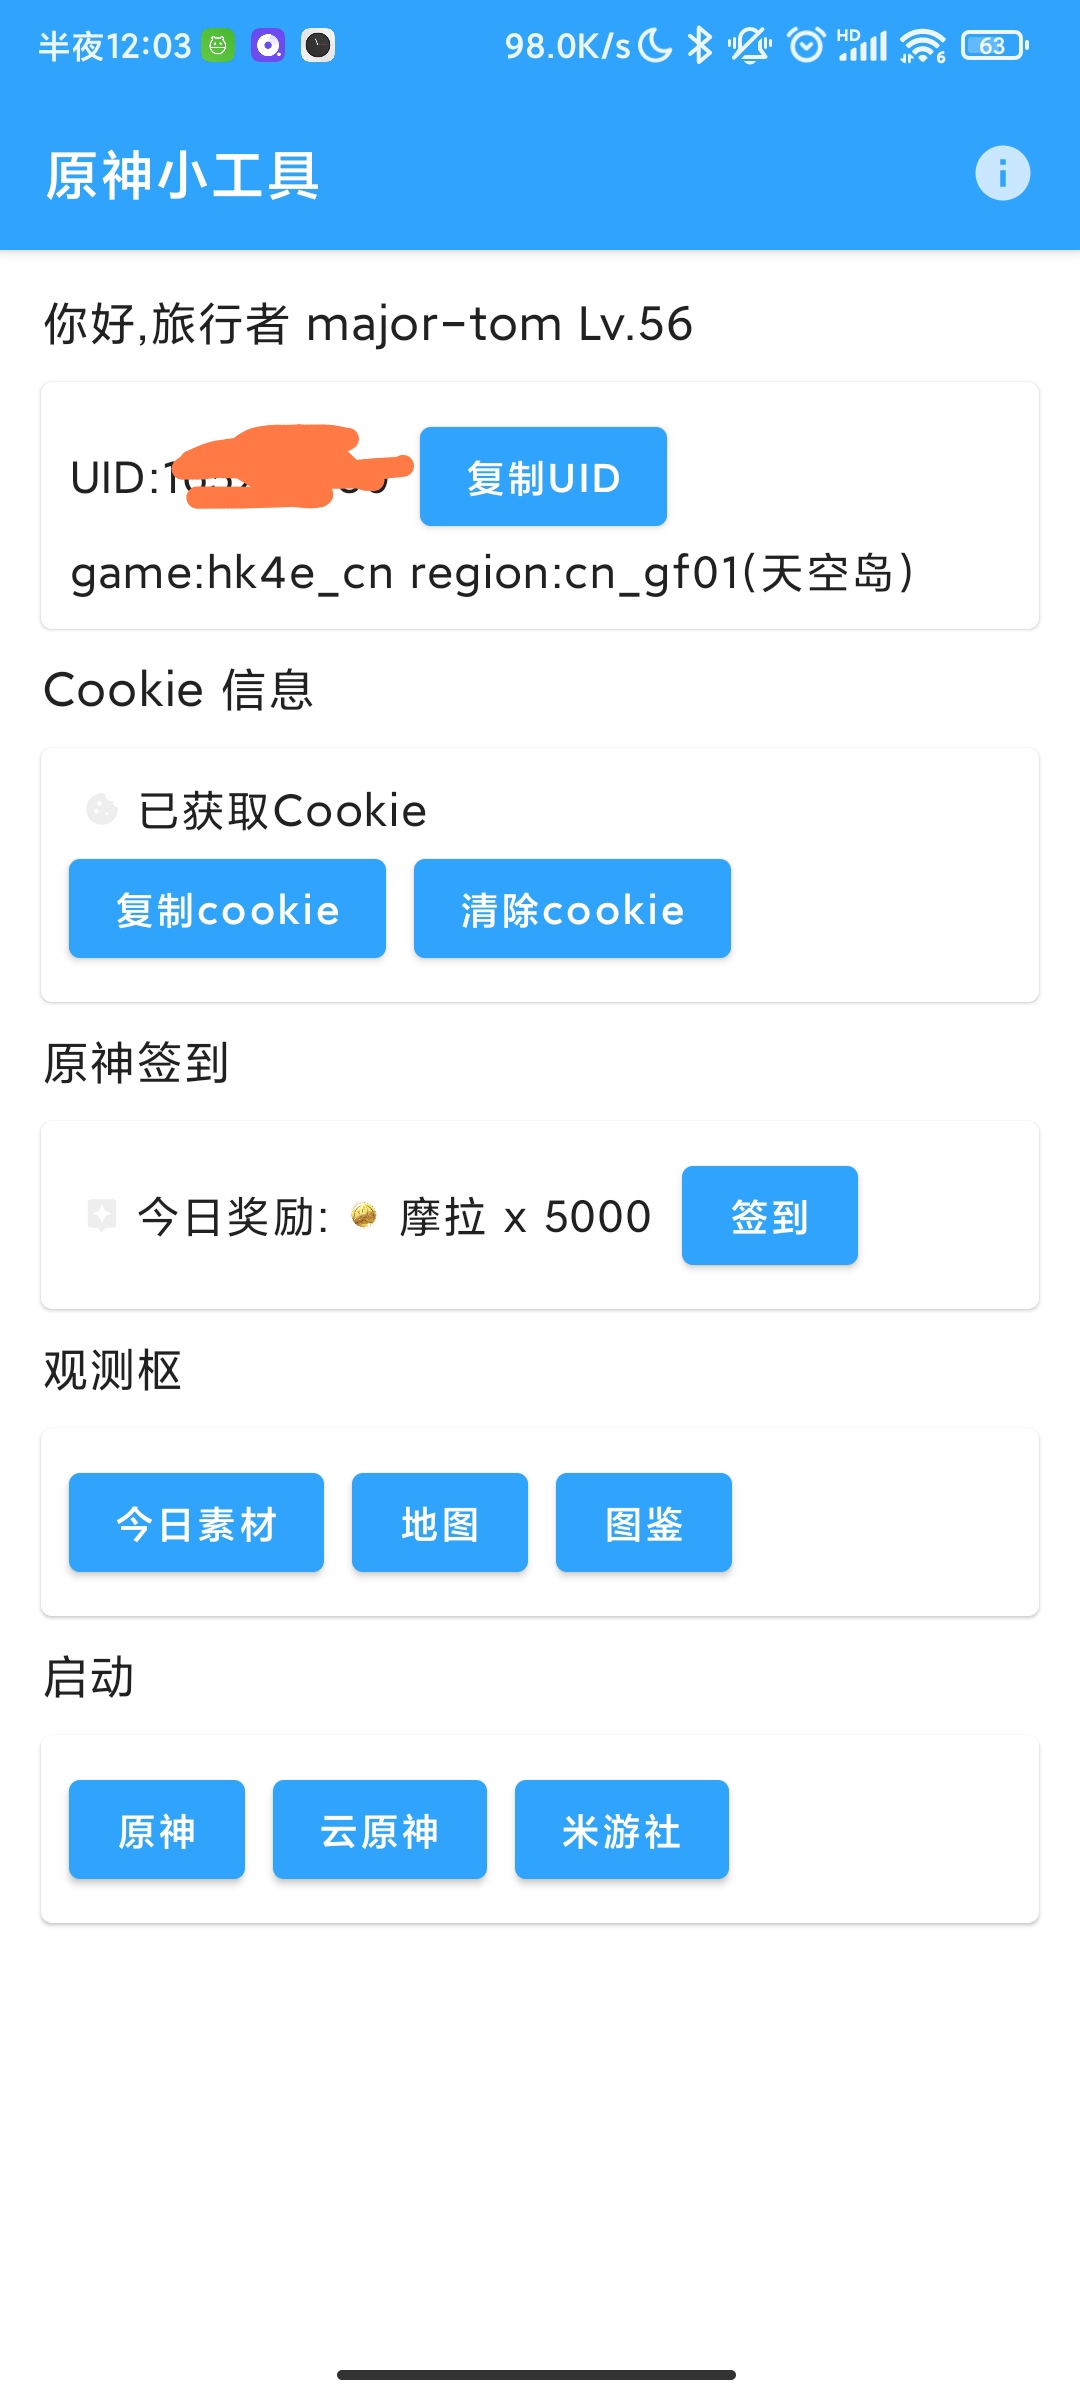 半夜12:03 98.0K/s HD 6 63
原神小工具
你好,旅行者 major-tom Lv.56
UID: 复制UID
game:hk4e_cn region:cn_gf01(天空岛)
Cookie 信息
已获取Cookie
复制cookie 清除cookie
原神签到
今日奖励: 摩拉 x 5000 签到
观测枢
今日素材 地图 图鉴
启动
原神 云原神 米游社